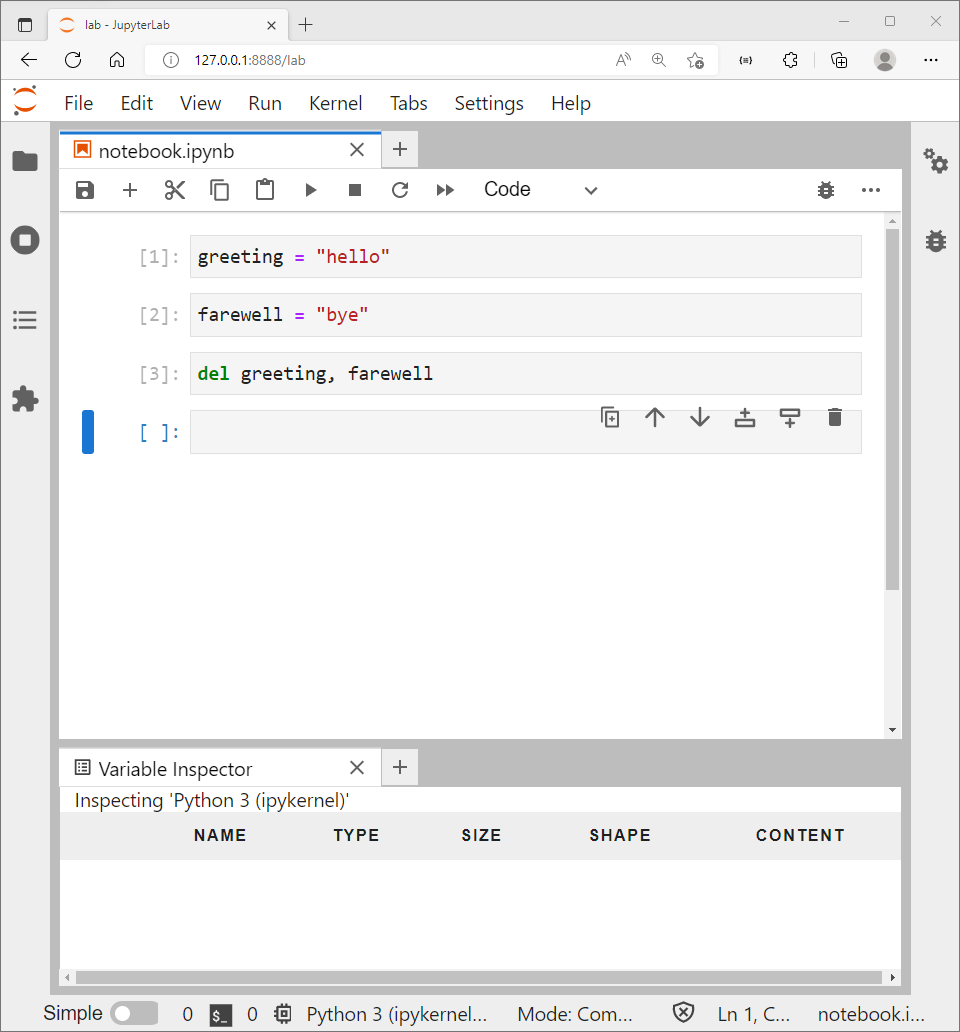 lab - JupyterLab
127.0.0.1:8888/lab
File Edit View Run Kernel Tabs Settings Help
notebook.ipynb
Code
[1]: greeting = "hello"
[2]: farewell = "bye"
[3]: del greeting, farewell
[ ]:
Variable Inspector
Inspecting 'Python 3 (ipykernel)'
NAME TYPE SIZE SHAPE CONTENT
Simple 0 $_ 0 Python 3 (ipykernel... Mode: Com... Ln 1, C... notebook.i...